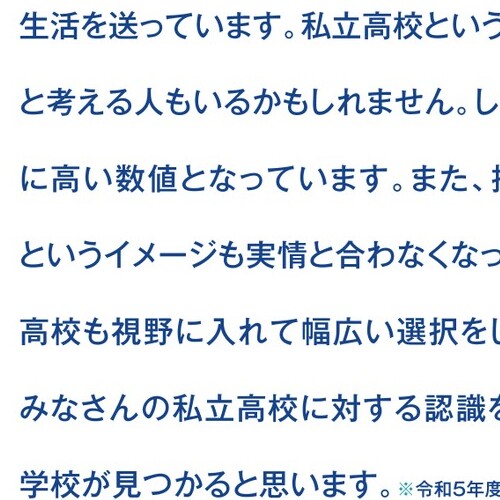 生活を送っています。私立高校という
と考える人もいるかもしれません。し
に高い数値となっています。また、
というイメージも実情と合わなくなっ
高校も視野に入れて幅広い選択をし
みなさんの私立高校に対する認識を
学校が見つかると思います。※令和5年度